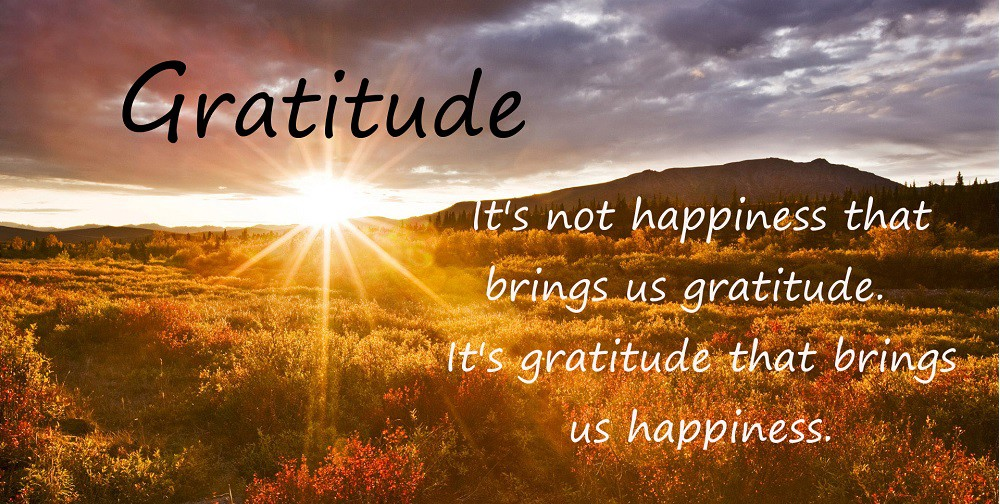 Gratitude
It's not happiness that
brings us gratitude.
It's gratitude that brings
us happiness.